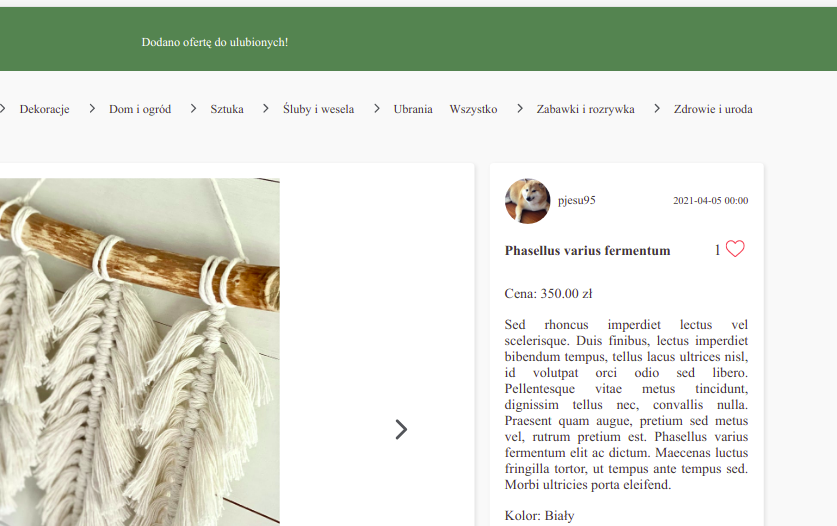 Dodano ofertę do ulubionych!
Dekoracje Dom i ogród Sztuka Śluby i wesela Ubrania Wszystko Zabawki i rozrywka Zdrowie i uroda
pjesu95 2021-04-05 00:00
Phasellus varius fermentum 1
Cena: 350.00 zł
Sed rhoncus imperdiet lectus vel
scelerisque. Duis finibus, lectus imperdiet
bibendum tempus, tellus lacus ultrices nisl,
id volutpat orci odio sed libero.
Pellentesque vitae metus tincidunt,
dignissim tellus nec, convallis nulla.
Praesent quam augue, pretium sed metus
vel, rutrum pretium est. Phasellus varius
fermentum elit ac dictum. Maecenas luctus
fringilla tortor, ut tempus ante tempus sed.
Morbi ultricies porta eleifend.
Kolor: Biały